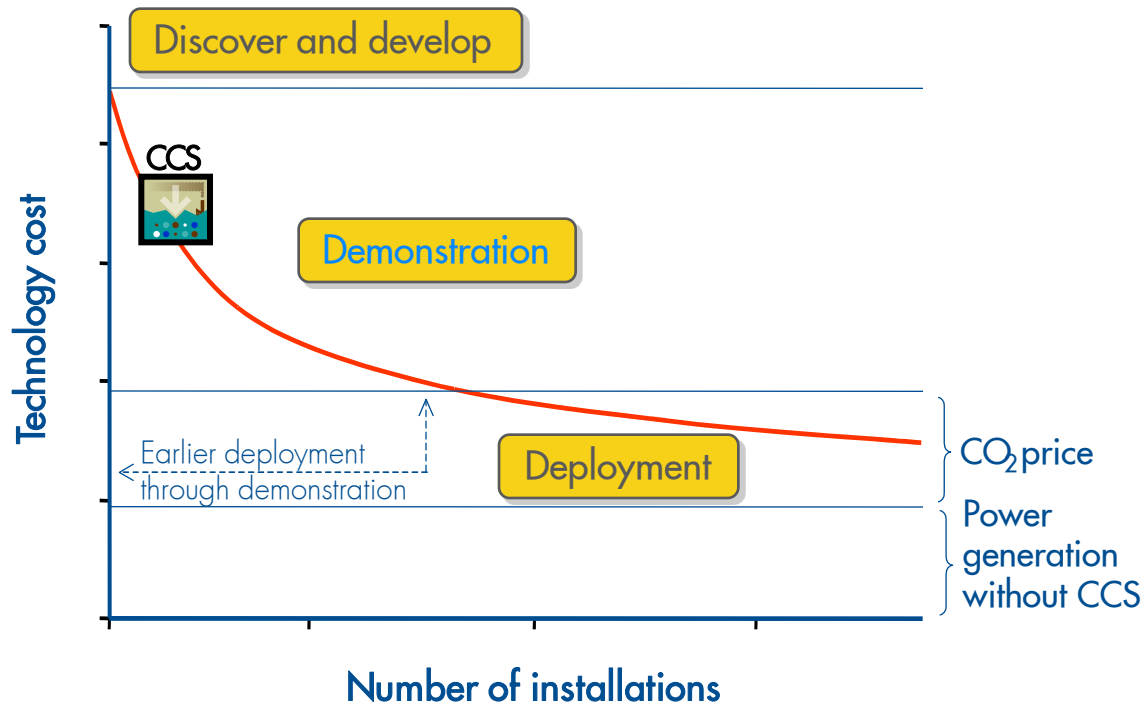 Discover and develop
CCS
Technology cost
Demonstration
Earlier deployment
through demonstration
Deployment
CO2 price
Power
generation
without CCS
Number of installations